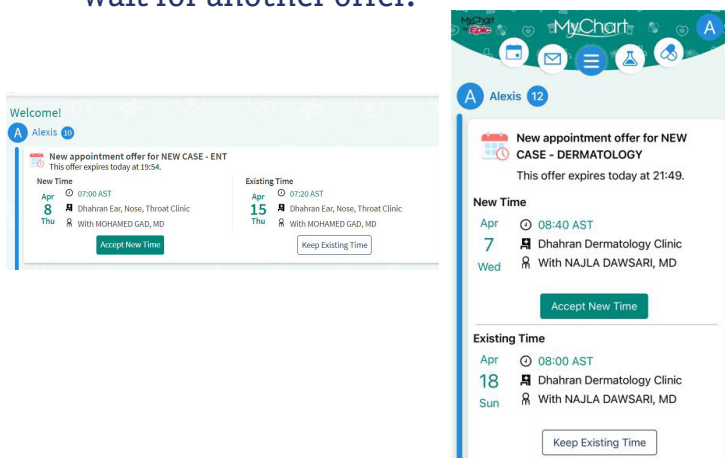 wait for another offer.
Welcome!
A Alexis 10
New appointment offer for NEW CASE - ENT
This offer expires today at 19:54.
New Time
Apr 8 Thu
07:00 AST
Dhahran Ear, Nose, Throat Clinic
With MOHAMED GAD, MD
Accept New Time
Existing Time
Apr 15 Thu
07:20 AST
Dhahran Ear, Nose, Throat Clinic
With MOHAMED GAD, MD
Keep Existing Time
MyChart
Epic
MyChart
A
A Alexis 12
New appointment offer for NEW
CASE - DERMATOLOGY
This offer expires today at 21:49.
New Time
Apr
7
Wed
08:40 AST
Dhahran Dermatology Clinic
With NAJLA DAWSARI, MD
Accept New Time
Existing Time
Apr
18
Sun
08:00 AST
Dhahran Dermatology Clinic
With NAJLA DAWSARI, MD
Keep Existing Time